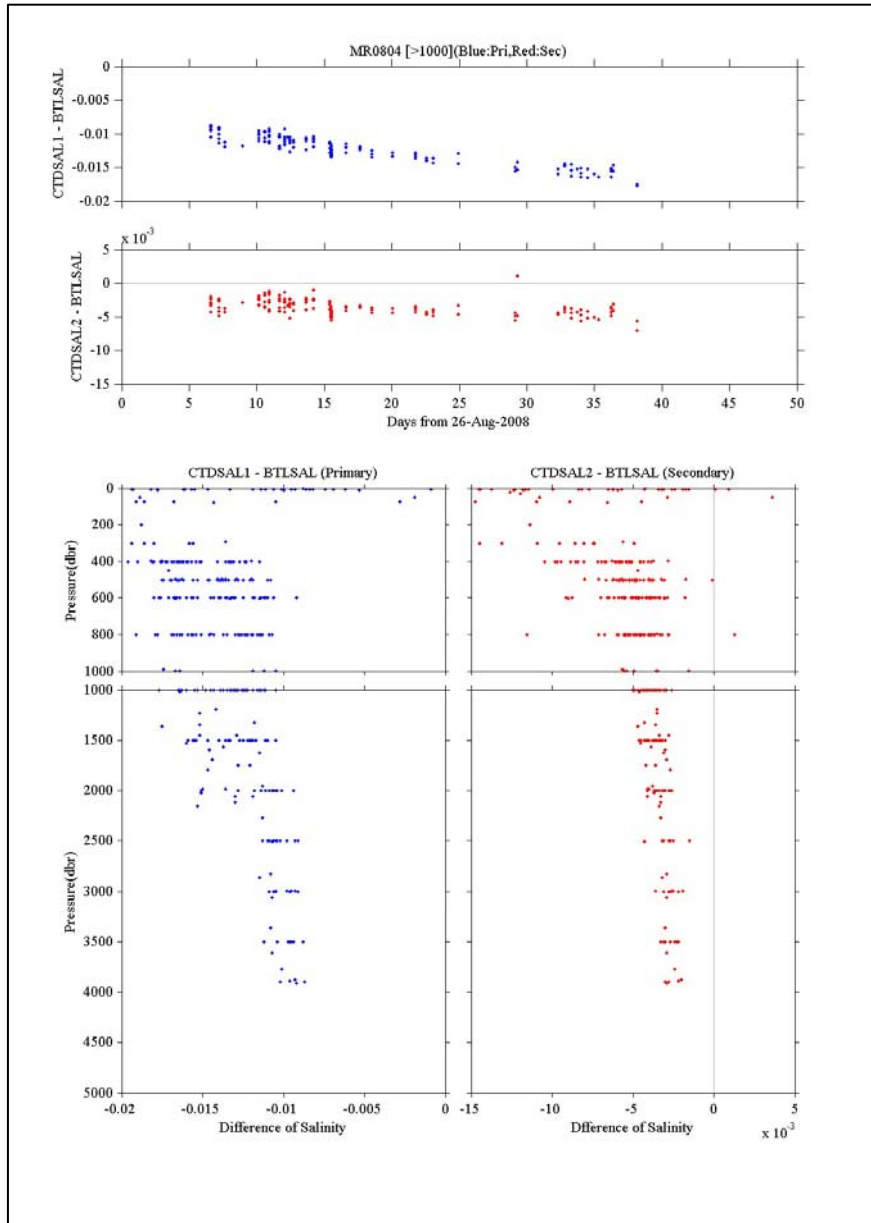 MR0804 [>1000](Blue:Pri,Red:Sec)
0
-0.005
-0.01
-0.015
-0.02
CTDSAL1 - BTLSAL
x 10⁻³
5
0
-5
-10
-15
CTDSAL2 - BTLSAL
0 5 10 15 20 25 30 35 40 45 50
Days from 26-Aug-2008
CTDSAL1 - BTLSAL (Primary)
CTDSAL2 - BTLSAL (Secondary)
0
200
400
600
800
1000
Pressure(dbr)
1000
1500
2000
2500
3000
3500
4000
4500
5000
Pressure(dbr)
-0.02 -0.015 -0.01 -0.005 0
Difference of Salinity
-15 -10 -5 0 5
Dfference of Salinity
x 10⁻³